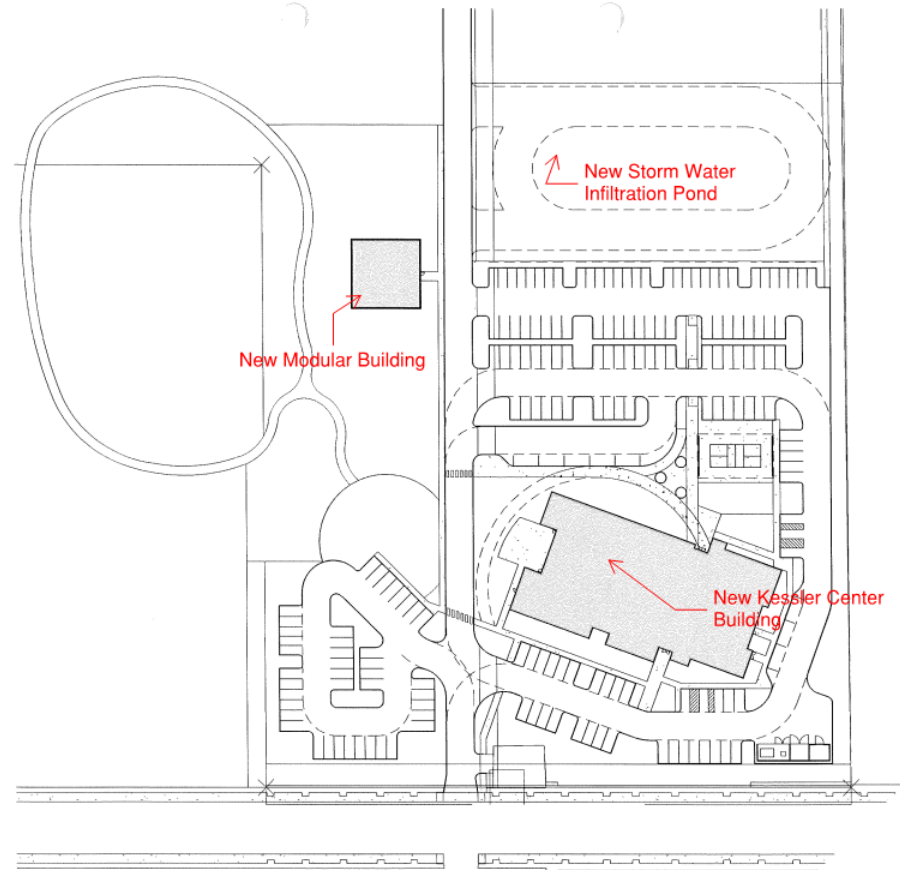 New Storm Water
Infiltration Pond
New Modular Building
New Kessler Center
Building